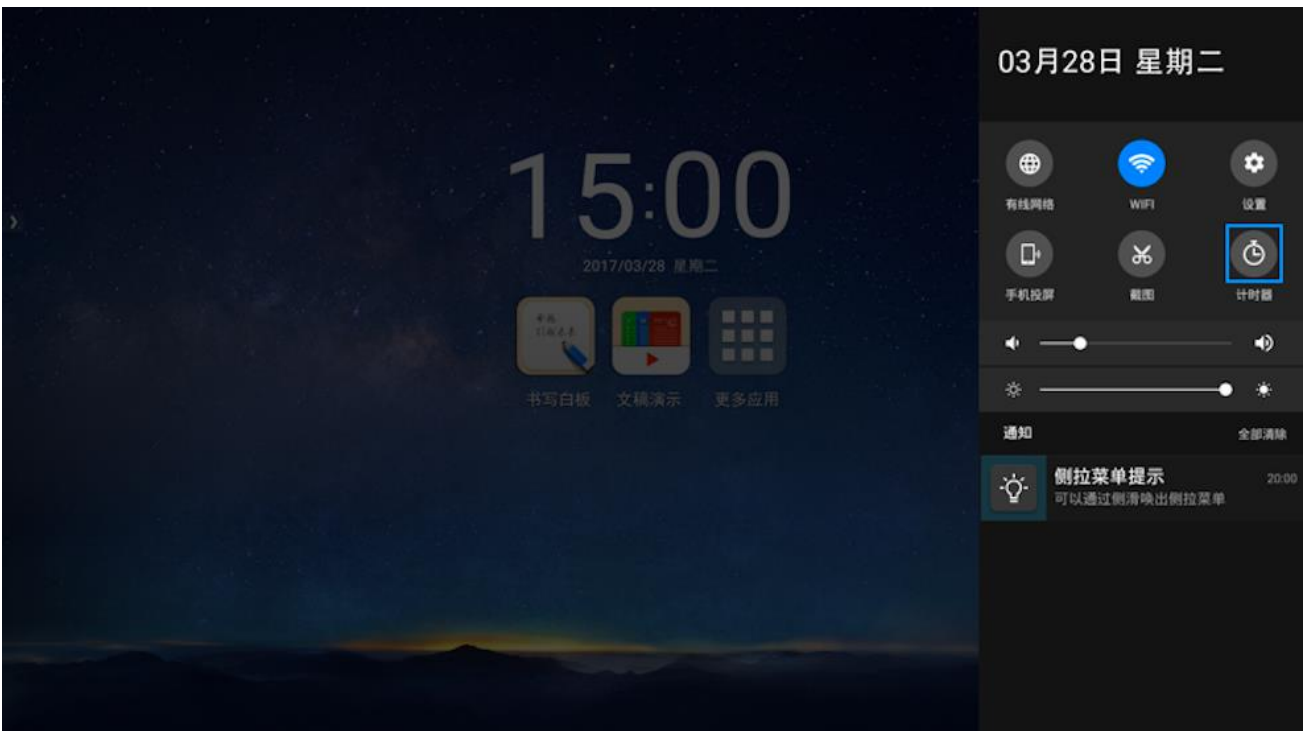 03月28日 星期二
15:00
2017/03/28 星期二
书写白板 文稿演示 更多应用
有线网络 WIFI 设置
手机投屏 截图 计时器
通知 全部清除
侧拉菜单提示 20:00
可以通过侧滑唤出侧拉菜单